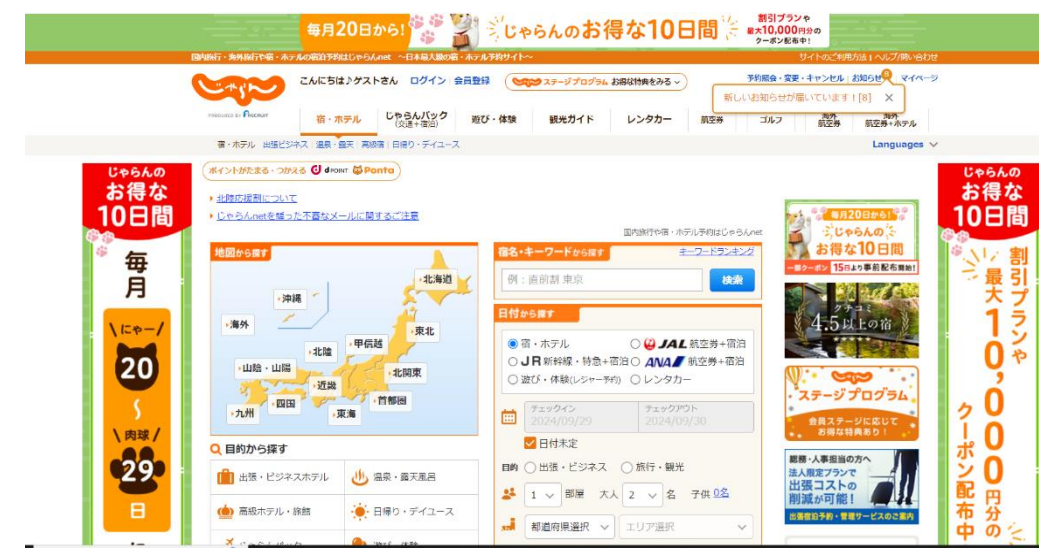 毎月20日から!
じゃらんのお得な10日間
割引プランや
最大10,000円分の
クーポン配布中!
国内旅行・海外旅行や宿・ホテルの宿泊予約はじゃらんnet ～日本最大級の宿・ホテル予約サイト～
サイトのご利用方法 | ヘルプ/問い合わせ
じゃらん
PRODUCED BY RECRUIT
こんにちは♪ゲストさん ログイン 会員登録
ステージプログラム お得な特典をみる
予約照会・変更・キャンセル お知らせ マイページ
新しいお知らせが届いています![8] ×
宿・ホテル
じゃらんパック
(交通+宿泊)
遊び・体験
観光ガイド
レンタカー
航空券
ゴルフ
海外
航空券
海外
航空券+ホテル
宿・ホテル 出張ビジネス 温泉・露天 高級宿 日帰り・デイユース
Languages
ポイントがたまる・つかえる d POINT Ponta
北陸応援割について
じゃらんnetを騙った不審なメールに関するご注意
国内旅行や宿・ホテル予約はじゃらんnet
地図から探す
北海道
沖縄
海外
東北
甲信越
北陸
山陰・山陽
北関東
近畿
首都圏
四国
九州
東海
目的から探す
出張・ビジネスホテル
温泉・露天風呂
高級ホテル・旅館
日帰り・デイユース
宿名・キーワードから探す
キーワードランキング
例：直前割 東京
検索
日付から探す
宿・ホテル
JAL 航空券+宿泊
JR 新幹線・特急+宿泊
ANA 航空券+宿泊
遊び・体験(レジャー予約)
レンタカー
チェックイン
2024/09/29
チェックアウト
2024/09/30
日付未定
目的 出張・ビジネス 旅行・観光
1 部屋 大人 2 名 子供 0名
都道府県選択 エリア選択
じゃらんの
お得な
10日間
毎月
\にゃー/
20
\肉球/
29
日
毎月20日から!
じゃらんの
お得な10日間
一部クーポン 15日より事前配布開始!
クチコミ
4.5以上の宿
じゃらん
ステージプログラム
会員ステージに応じて
お得な特典あり!
総務・人事担当の方へ
法人限定プランで
出張コストの
削減が可能!
出張宿泊予約・管理サービスのご案内
じゃらんの
お得な
10日間
割引プランや
最大10,000円分の
クーポン配布中